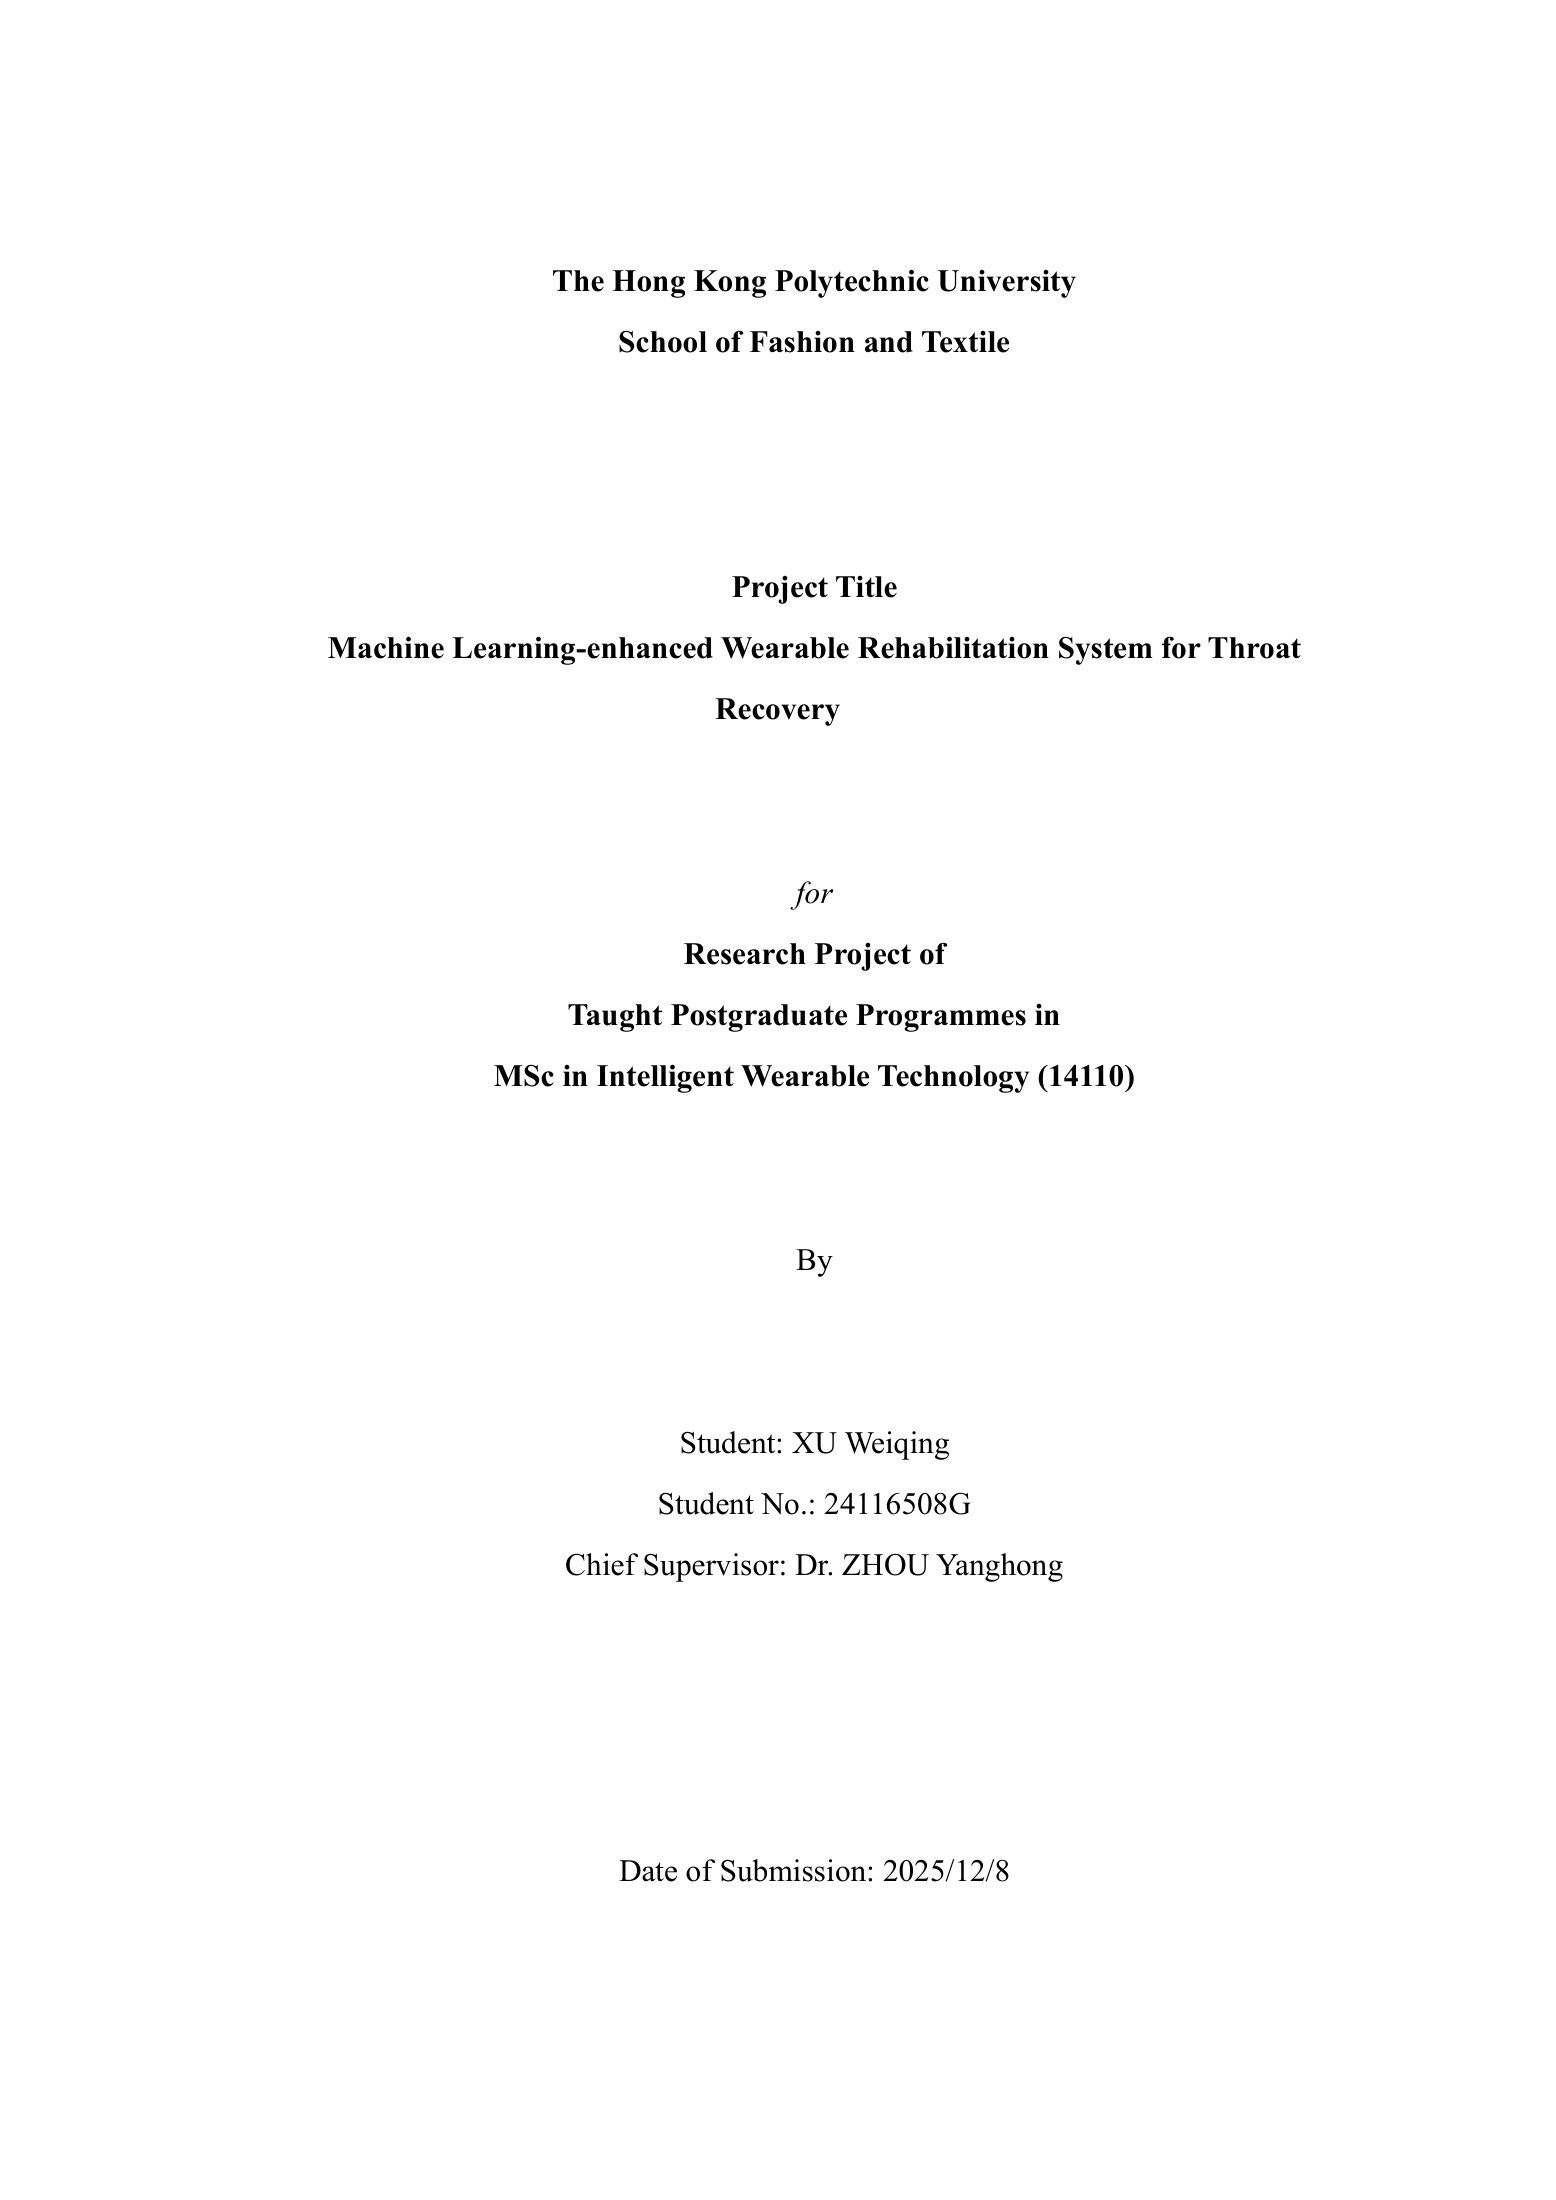 The Hong Kong Polytechnic University
School of Fashion and Textile
Project Title
Machine Learning-enhanced Wearable Rehabilitation System for Throat
Recovery
for
Research Project of
Taught Postgraduate Programmes in
MSc in Intelligent Wearable Technology (14110)
By
Student: XU Weiqing
Student No.: 24116508G
Chief Supervisor: Dr. ZHOU Yanghong
Date of Submission: 2025/12/8